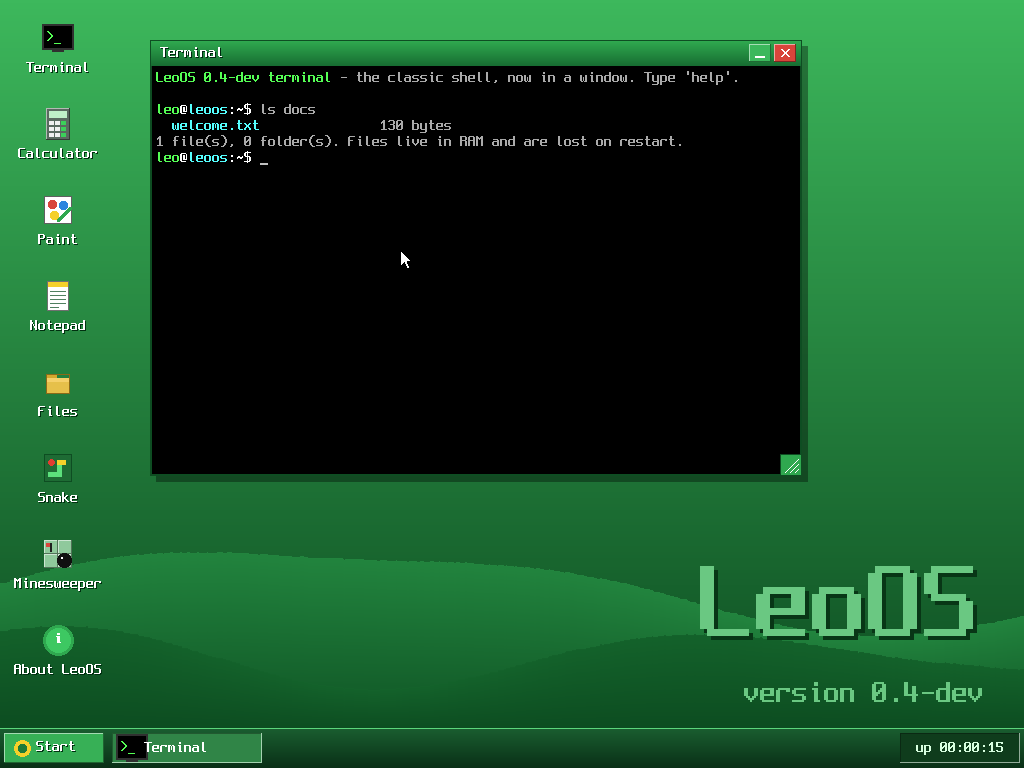 Terminal
Calculator
Paint
Notepad
Files
Snake
Minesweeper
i
About LeoOS
>_
Terminal
LeoOS 0.4-dev terminal - the classic shell, now in a window. Type 'help'.
leo@leoos:~$ ls docs
welcome.txt 130 bytes
1 file(s), 0 folder(s). Files live in RAM and are lost on restart.
leo@leoos:~$ _
LeoOS
version 0.4-dev
Start
>_ Terminal
up 00:00:15